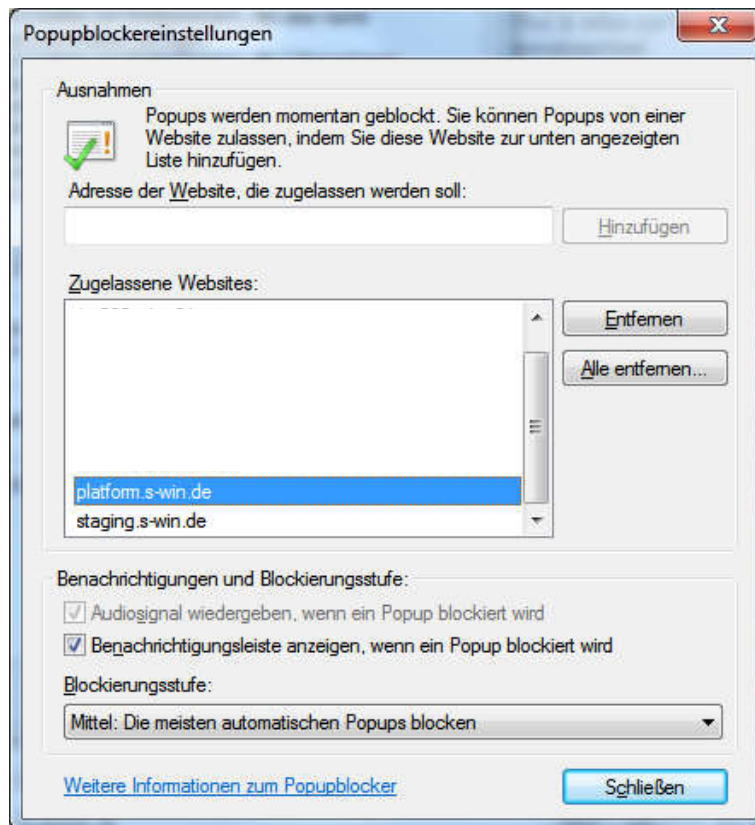 Popupblockereinstellungen
Ausnahmen
Popups werden momentan geblockt. Sie können Popups von einer
Website zulassen, indem Sie diese Website zur unten angezeigten
Liste hinzufügen.
Adresse der Website, die zugelassen werden soll:
Hinzufügen
Zugelassene Websites:
Entfernen
Alle entfernen...
platform.s-win.de
staging.s-win.de
Benachrichtigungen und Blockierungsstufe:
Audiosignal wiedergeben, wenn ein Popup blockiert wird
Benachrichtigungsleiste anzeigen, wenn ein Popup blockiert wird
Blockierungsstufe:
Mittel: Die meisten automatischen Popups blocken
Weitere Informationen zum Popupblocker
Schließen